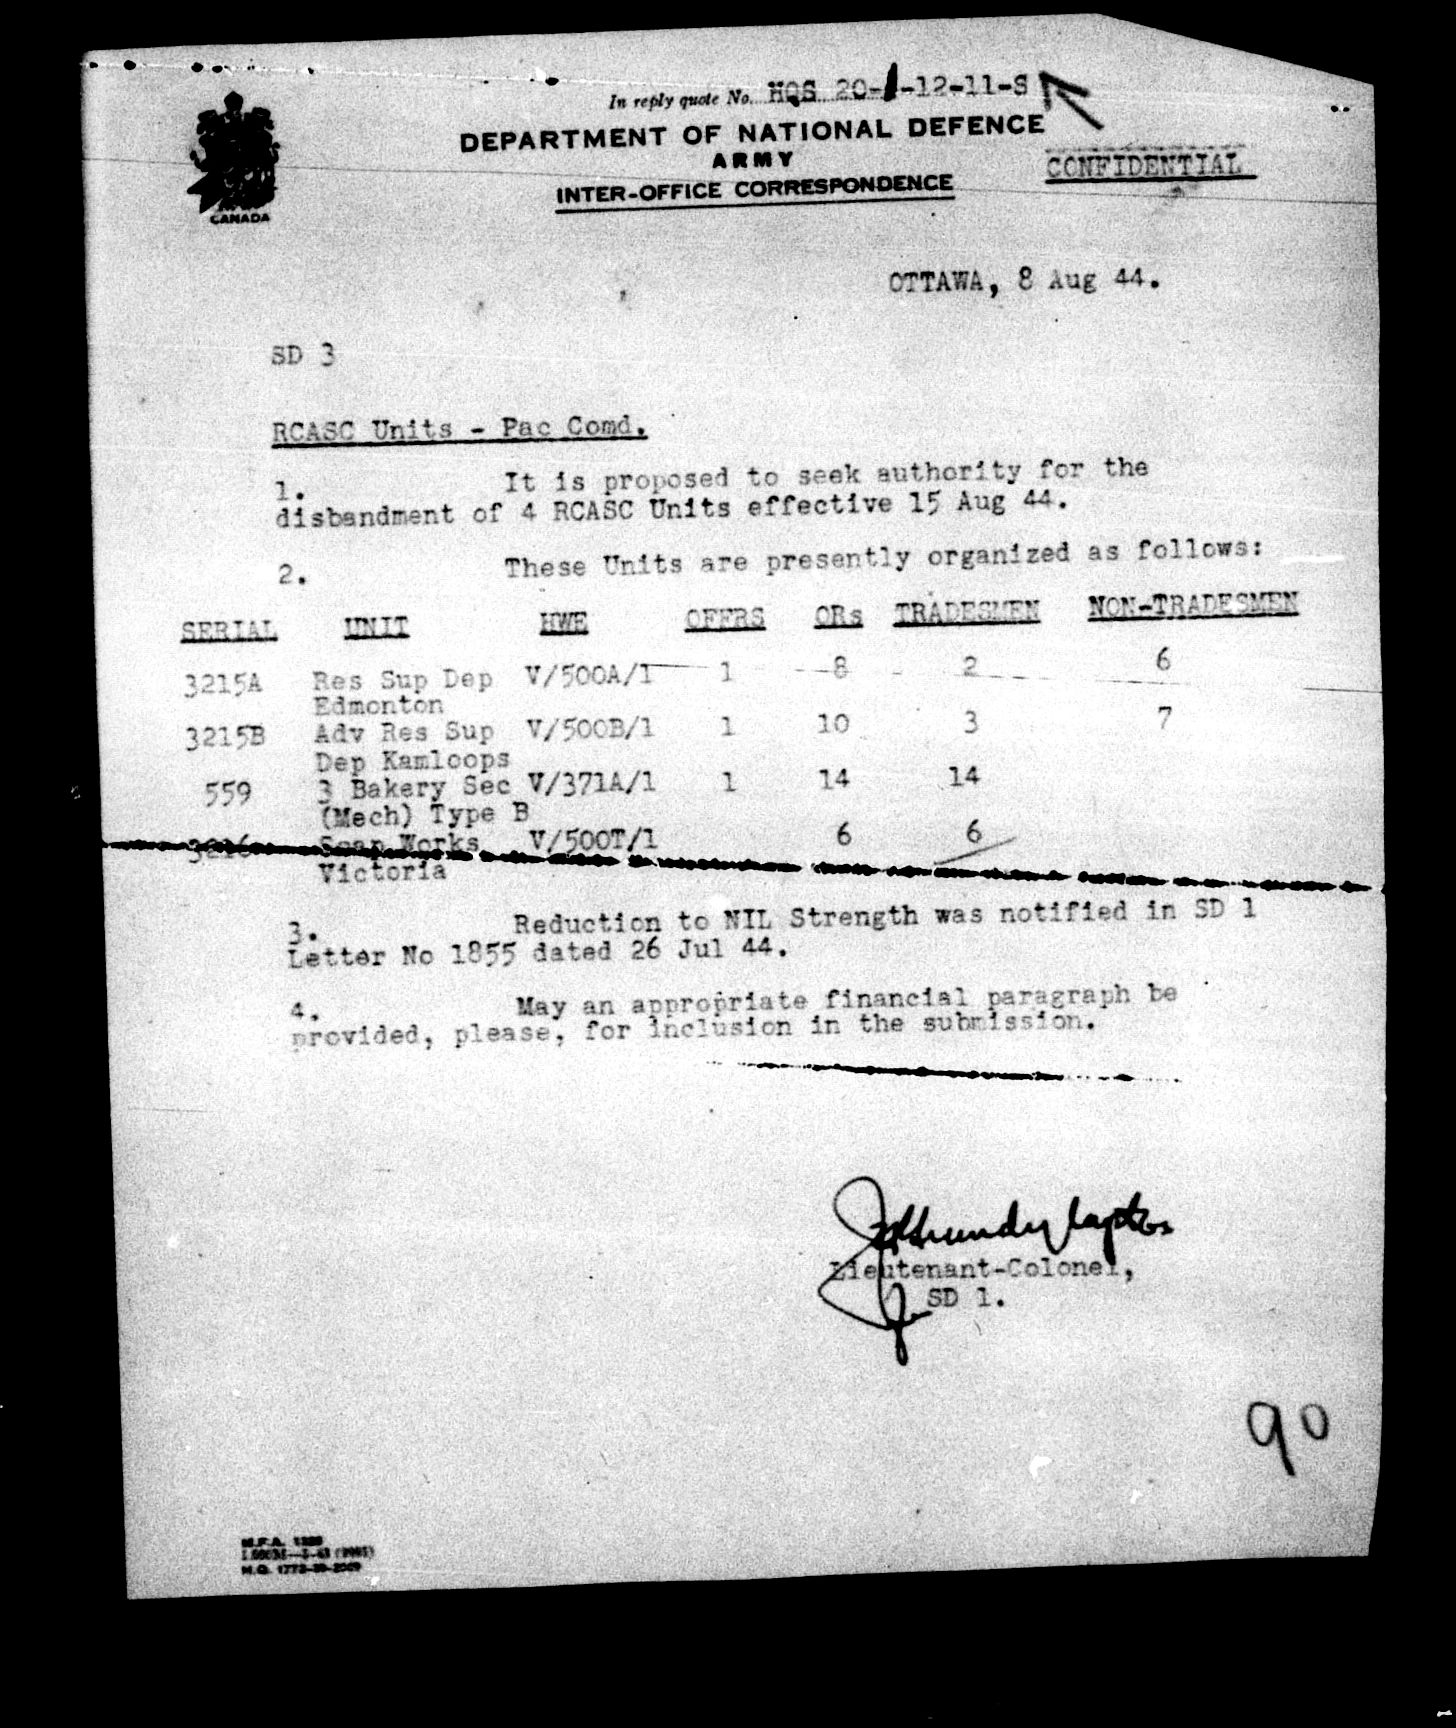 In reply quote No. HQS 20-1-12-11-S
DEPARTMENT OF NATIONAL DEFENCE
ARMY
INTER-OFFICE CORRESPONDENCE
CONFIDENTIAL
CANADA
OTTAWA, 8 Aug 44.
SD 3
RCASC Units - Pac Comd.
1. It is proposed to seek authority for the
disbandment of 4 RCASC Units effective 15 Aug 44.
2. These Units are presently organized as follows:
SERIAL UNIT HWE OFFRS ORs TRADESMEN NON-TRADESMEN
3215A Res Sup Dep V/500A/1 1 8 2 6
Edmonton
3215B Adv Res Sup V/500B/1 1 10 3 7
Dep Kamloops
559 3 Bakery Sec V/371A/1 1 14 14
(Mech) Type B
3216 Soap Works V/500T/1 6 6
Victoria
3. Reduction to NIL Strength was notified in SD 1
Letter No 1855 dated 26 Jul 44.
4. May an appropriate financial paragraph be
provided, please, for inclusion in the submission.
Lieutenant-Colonel,
SD 1.
90
M.F.A.